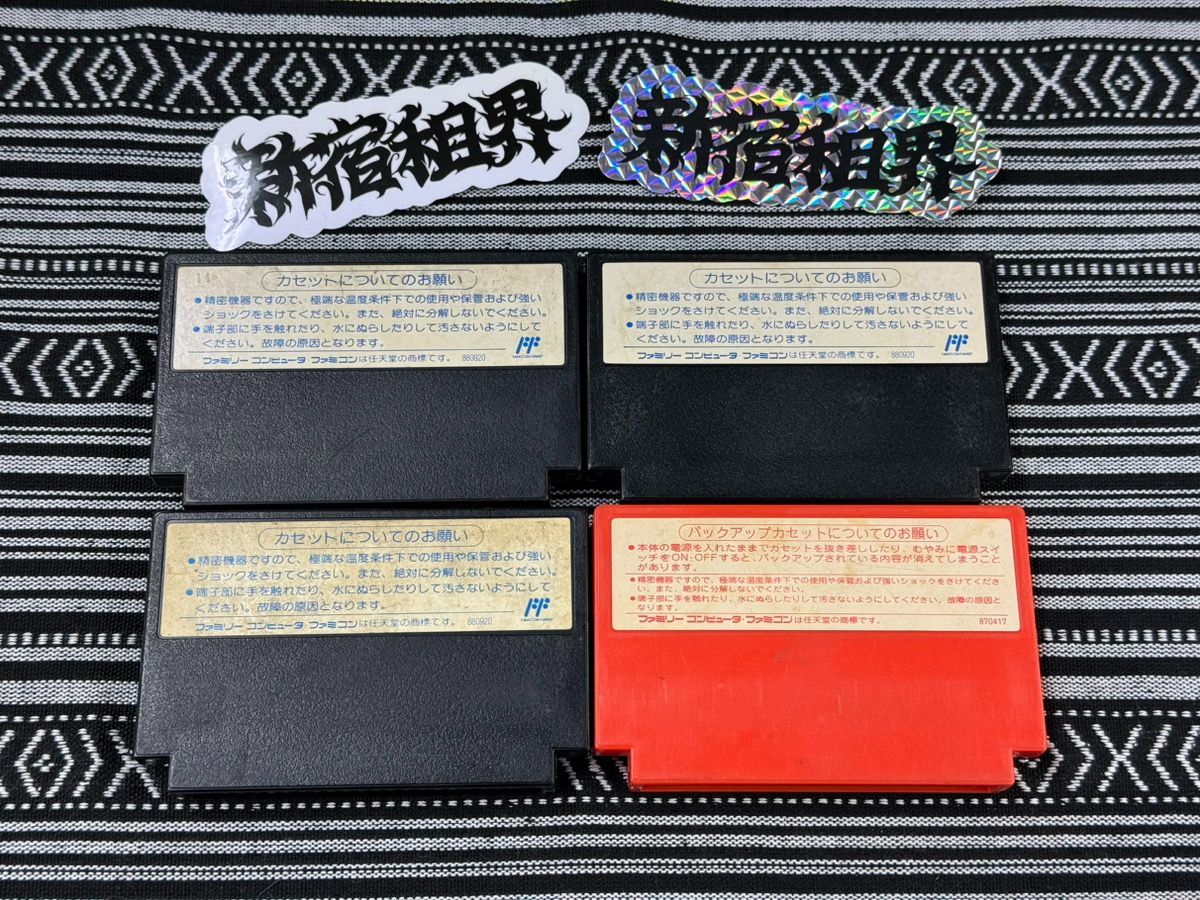 新宿租界
新宿租界
11
カセットについてのお願い
●精密機器ですので、極端な温度条件下での使用や保管および強い
ショックをさけてください。また、絶対に分解しないでください。
●端子部に手を触れたり、水にぬらしたりして汚さないようにして
ください。故障の原因となります。
ファミリーコンピュータ・ファミコンは任天堂の商標です。 880920
FF
FAMICOM FAMILY
カセットについてのお願い
●精密機器ですので、極端な温度条件下での使用や保管および強い
ショックをさけてください。また、絶対に分解しないでください。
●端子部に手を触れたり、水にぬらしたりして汚さないようにして
ください。故障の原因となります。
ファミリーコンピュータ・ファミコンは任天堂の商標です。 880920
FF
FAMICOM FAMILY
カセットについてのお願い
●精密機器ですので、極端な温度条件下での使用や保管および強い
ショックをさけてください。また、絶対に分解しないでください。
●端子部に手を触れたり、水にぬらしたりして汚さないようにして
ください。故障の原因となります。
ファミリーコンピュータ・ファミコンは任天堂の商標です。 880920
FF
FAMICOM FAMILY
バックアップカセットについてのお願い
●本体の電源を入れたままでカセットを抜き差ししたり、むやみに電源スイ
ッチをON・OFFすると、バックアップされている内容が消えてしまうこと
があります。
●精密機器ですので、極端な温度条件下での使用や保管および強いショックをさけてくださ
い。また、絶対に分解しないでください。
●端子部に手を触れたり、水にぬらしたりして汚さないようにしてください。故障の原因と
なります。
ファミリーコンピュータ・ファミコンは任天堂の商標です。 870417